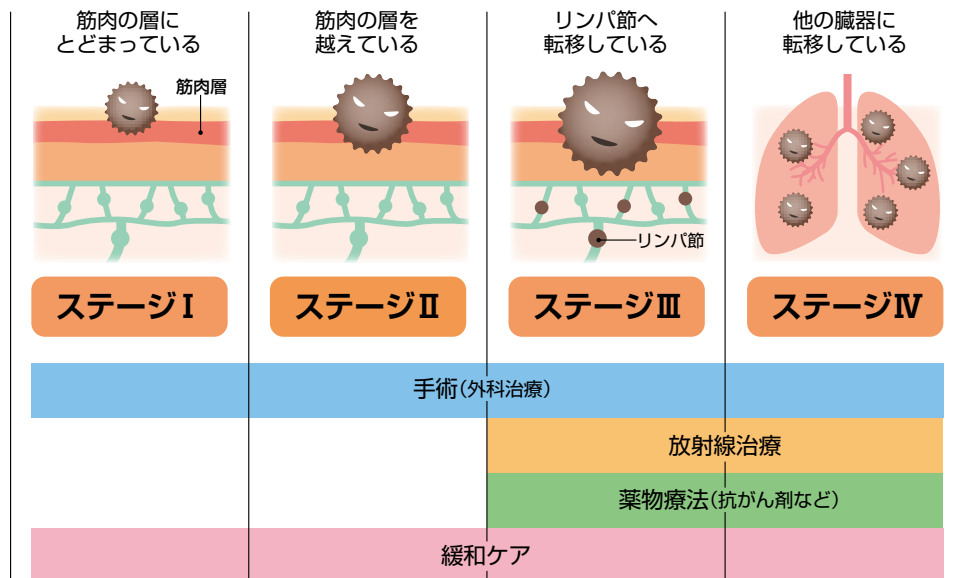 筋肉の層に
とどまっている
筋肉の層を
越えている
リンパ節へ
転移している
他の臓器に
転移している
筋肉層
リンパ節
ステージⅠ
ステージⅡ
ステージⅢ
ステージⅣ
手術(外科治療)
放射線治療
薬物療法(抗がん剤など)
緩和ケア